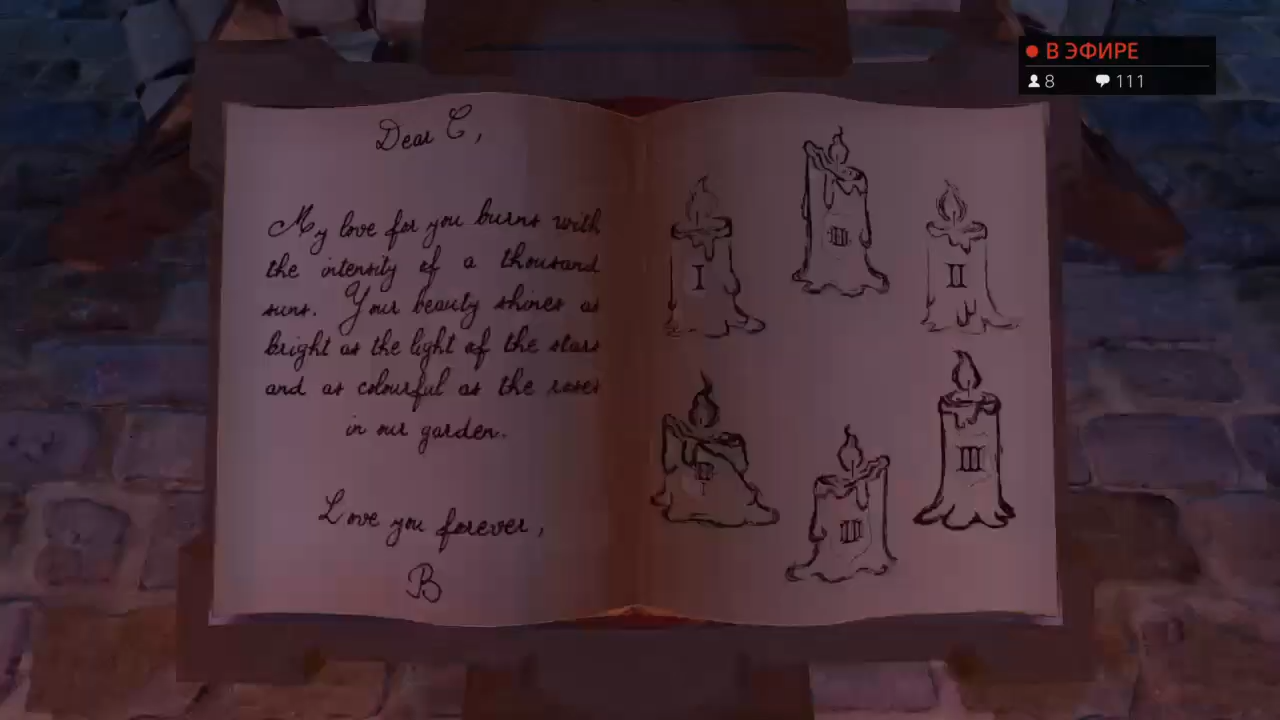 В ЭФИРЕ
8 111
Dear C,
My love for you burns with
the intensity of a thousand
suns. Your beauty shines as
bright as the light of the stars
and as colourful as the roses
in our garden.
Love you forever,
B
I
II
III
III